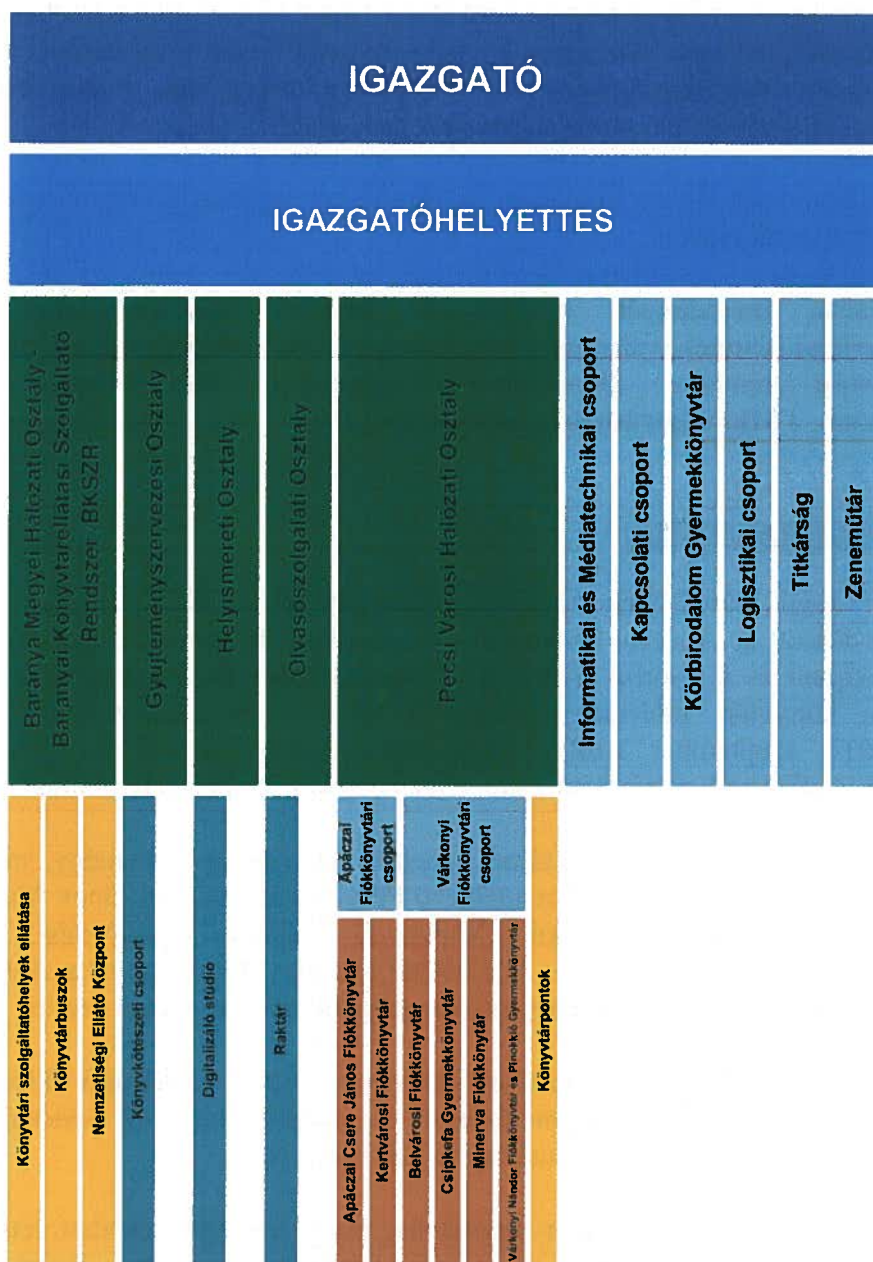 IGAZGATÓ
IGAZGATÓHELYETTES
Baranya Megyei Hálózati Osztály -
Baranyai Könyvtárellátási Szolgáltató
Rendszer /BKSZR
Gyűjteményszervezési Osztály
Helyismereti Osztály
Olvasószolgálati Osztály
Pécsi Városi Hálózati Osztály
Informatikai és Médiatechnikai csoport
Kapcsolati csoport
Körbirodalom Gyermekkönyvtár
Logisztikai csoport
Titkárság
Zeneműtár
Könyvtári szolgáltatóhelyek ellátása
Könyvtárbuszok
Nemzetiségi Ellátó Központ
Könyvkötészeti csoport
Digitalizáló stúdió
Raktár
Apáczai
Fiókkönyvtári
csoport
Várkonyi
Fiókkönyvtári
csoport
Apáczai Csere János Fiókkönyvtár
Kertvárosi Fiókkönyvtár
Belvárosi Fiókkönyvtár
Csipkefa Gyermekkönyvtár
Minerva Fiókkönytár
Várkonyi Nándor Fiókkönyvtár és Pinokkió Gyermekkönyvtár
Könyvtárpontok